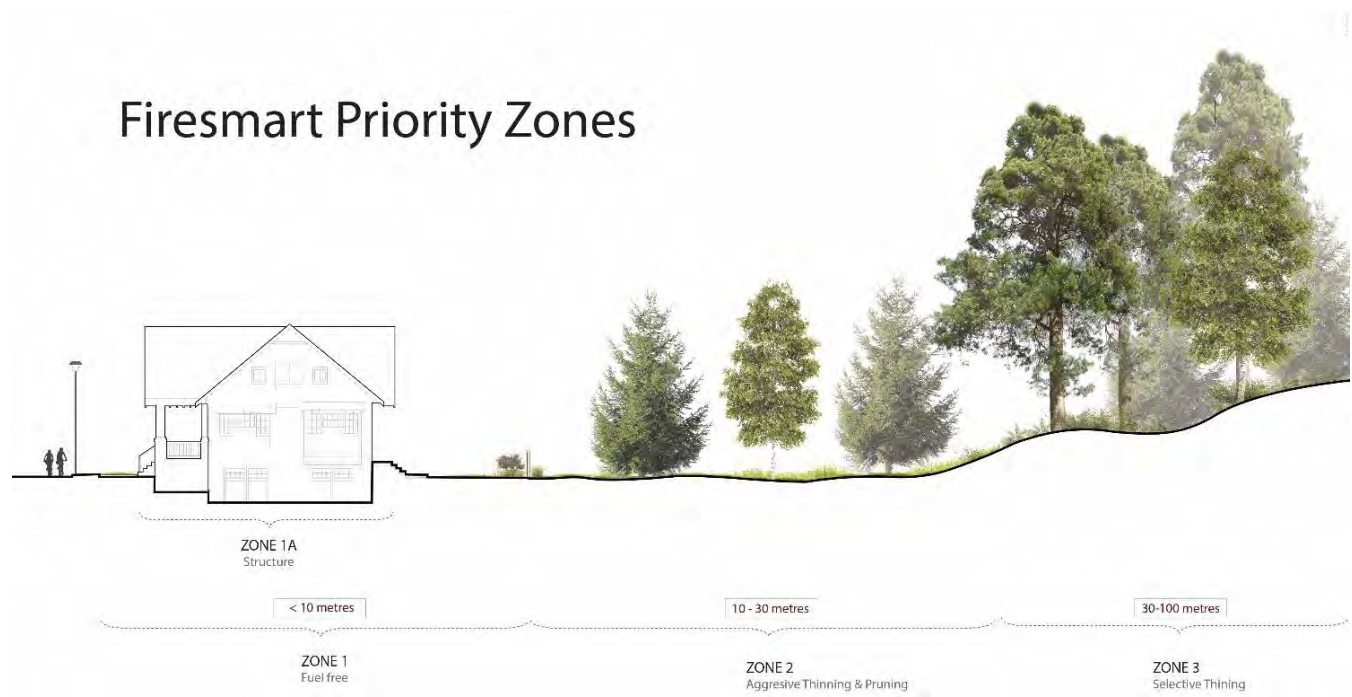 Firesmart Priority Zones
ZONE 1A
Structure
< 10 metres
10 - 30 metres
30-100 metres
ZONE 1
Fuel free
ZONE 2
Aggresive Thinning & Pruning
ZONE 3
Selective Thining